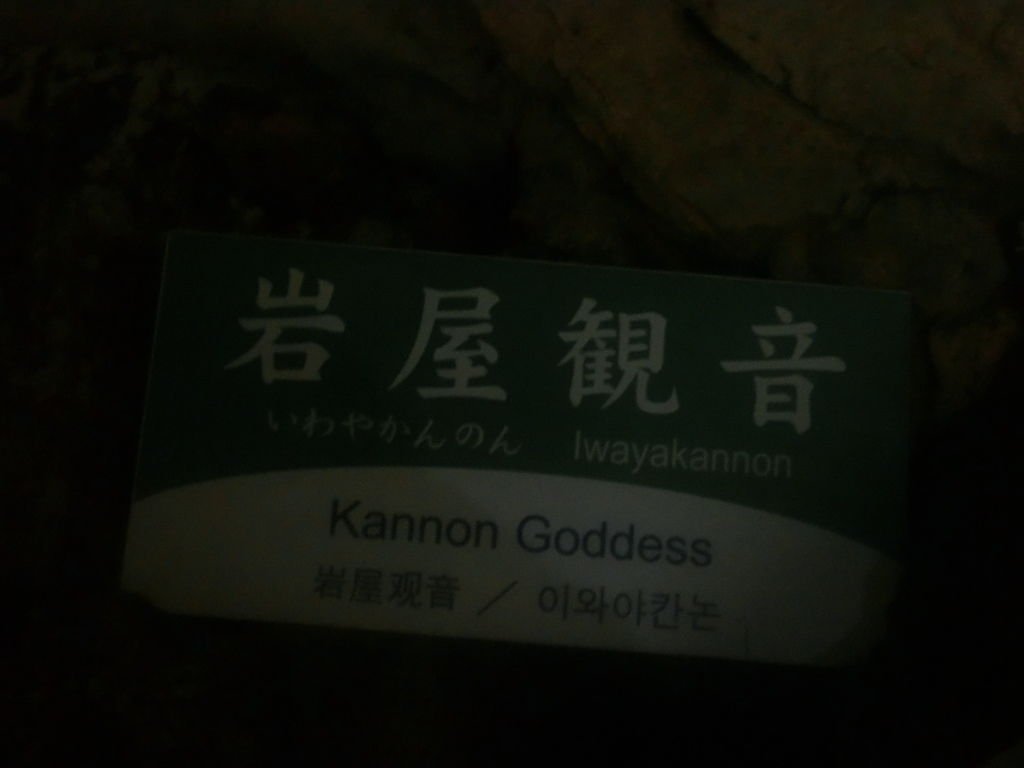 岩屋観音
いわやかんのん Iwayakannon
Kannon Goddess
岩屋观音 / 이와야칸논